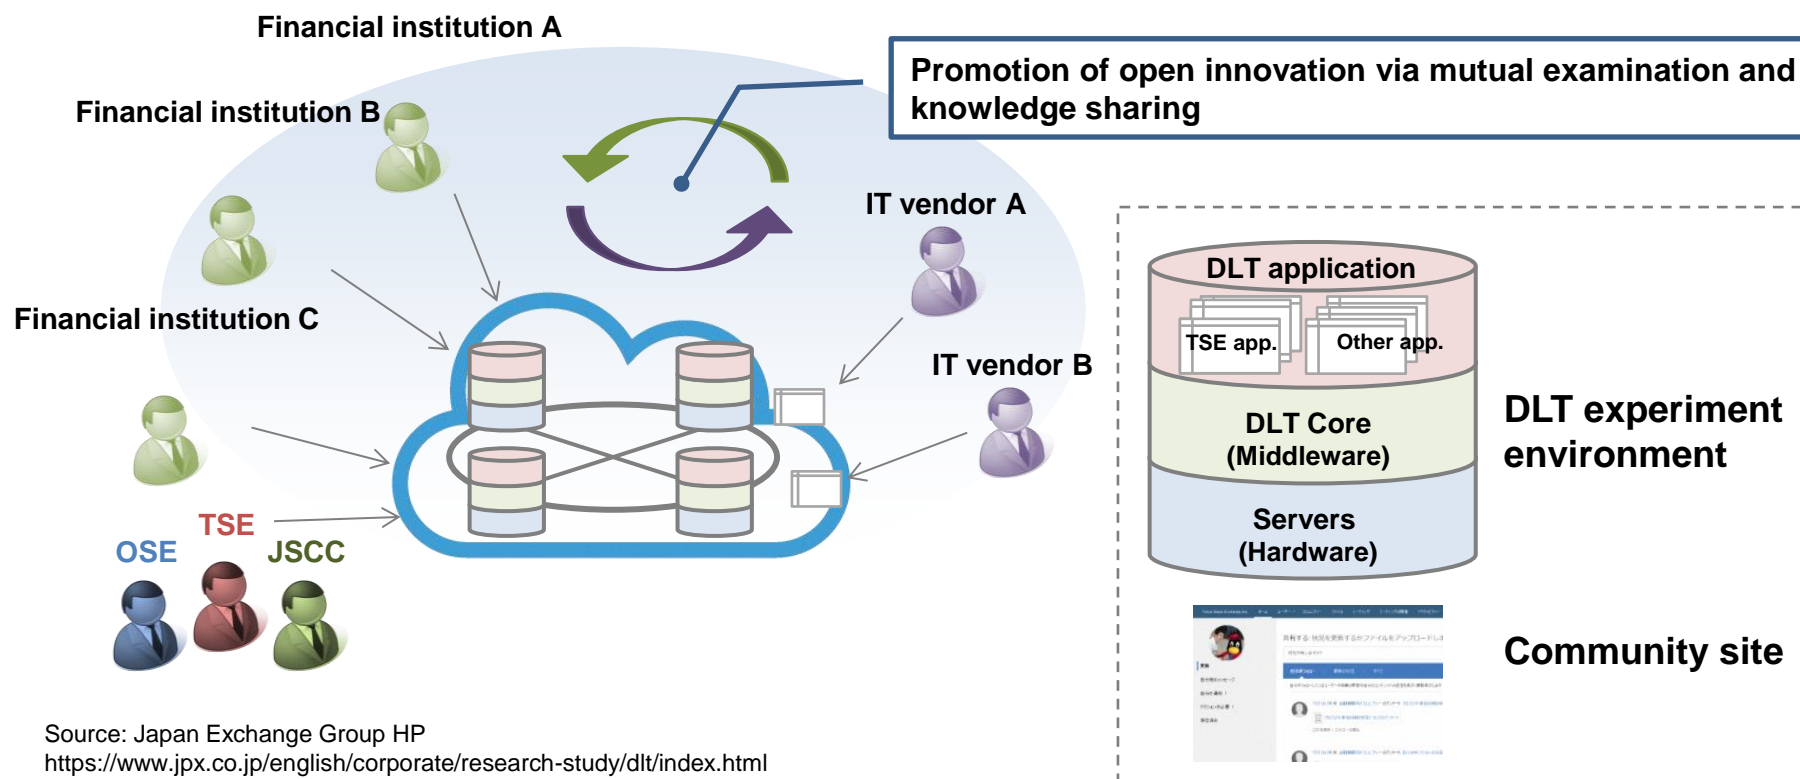 Financial institution A
Promotion of open innovation via mutual examination and
knowledge sharing
Financial institution B
IT vendor A
Financial institution C
IT vendor B
TSE
OSE
JSCC
DLT application
TSE app.
Other app.
DLT Core
(Middleware)
Servers
(Hardware)
DLT experiment
environment
Community site
Source: Japan Exchange Group HP
https://www.jpx.co.jp/english/corporate/research-study/dlt/index.html